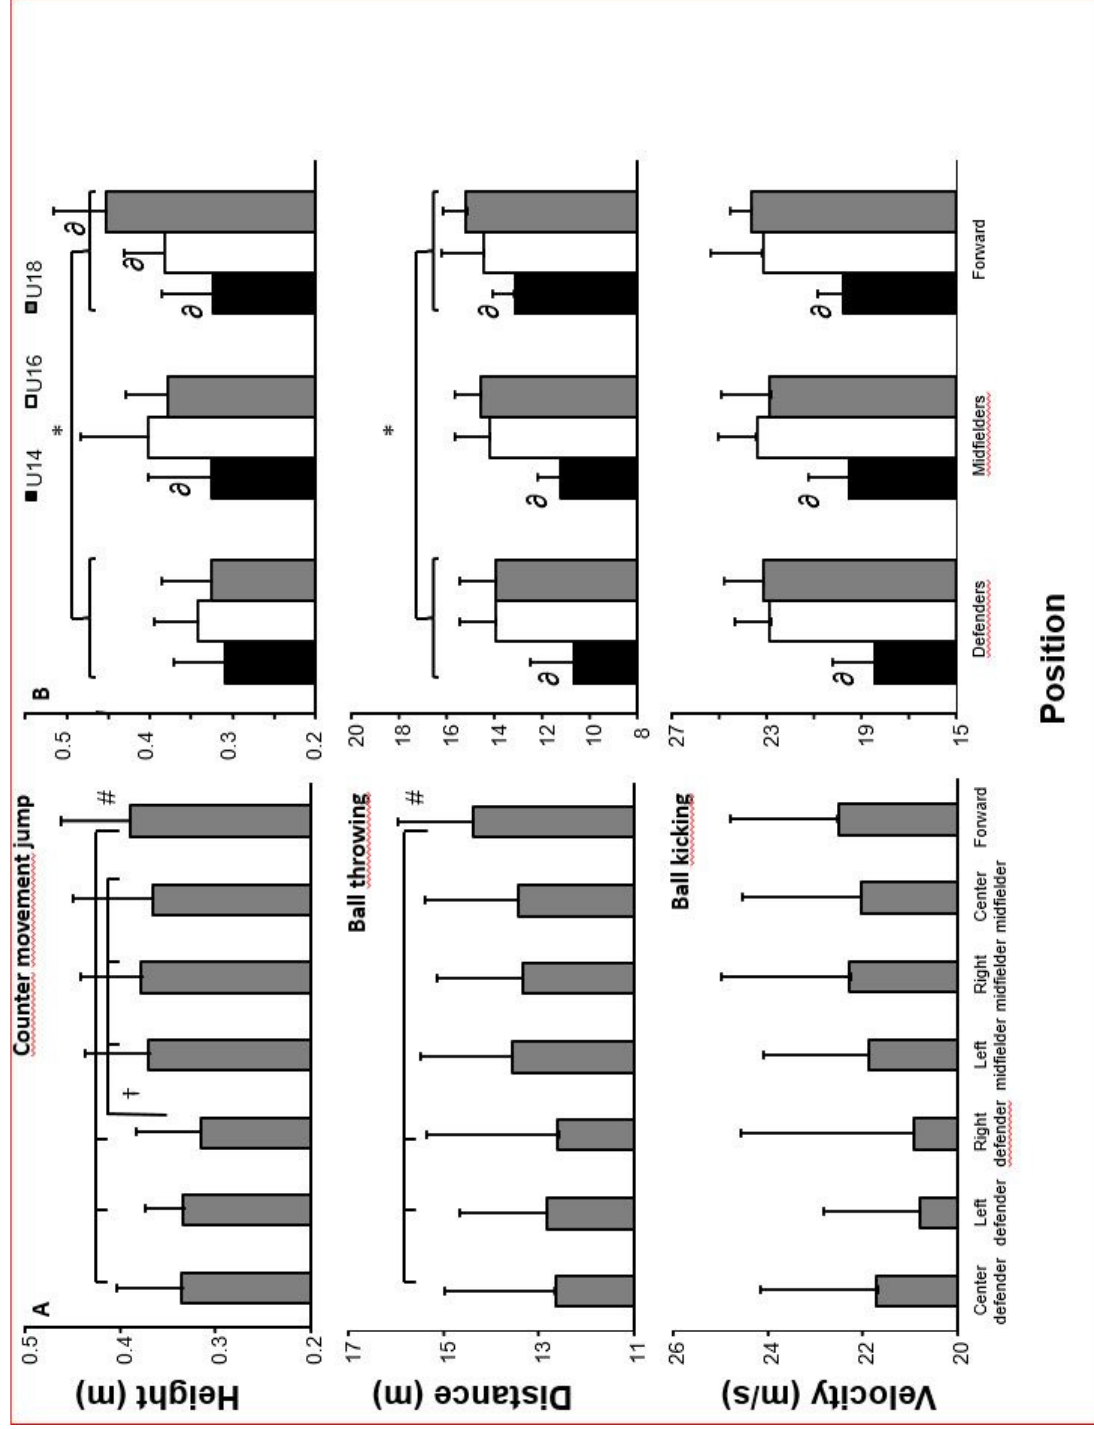 ■U14 □U16 ■U18
A
Counter movement jump
Height (m)
0.5
0.4
0.3
0.2
†
#
B
0.5
0.4
0.3
0.2
*
∂
∂
∂
∂
Ball throwing
Distance (m)
17
15
13
11
#
20
18
16
14
12
10
8
*
∂
∂
∂
Ball kicking
Velocity (m/s)
26
24
22
20
Center defender
Left defender
Right defender
Left midfielder
Right midfielder
Center midfielder
Forward
27
23
19
15
∂
∂
∂
Defenders
Midfielders
Forward
Position